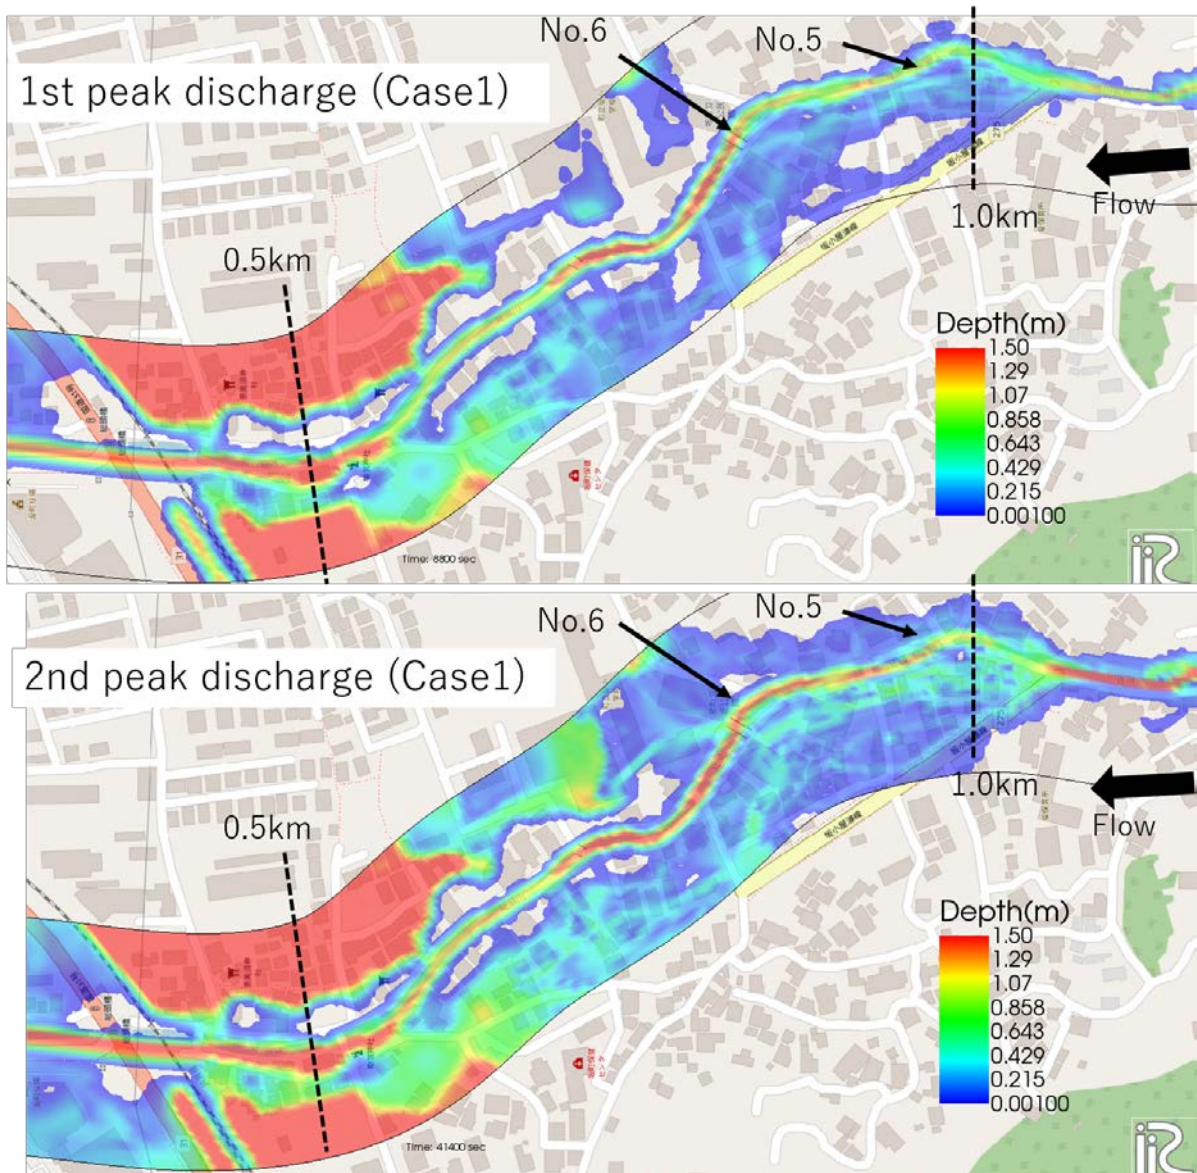 No.6
No.5
1st peak discharge (Case1)
275
0.5km
1.0km
Flow
Depth(m)
1.50
1.29
1.07
0.858
0.643
0.429
0.215
0.00100
Time: 8800 sec
No.6
No.5
2nd peak discharge (Case1)
275
0.5km
1.0km
Flow
Depth(m)
1.50
1.29
1.07
0.858
0.643
0.429
0.215
0.00100
Time: 41400 sec